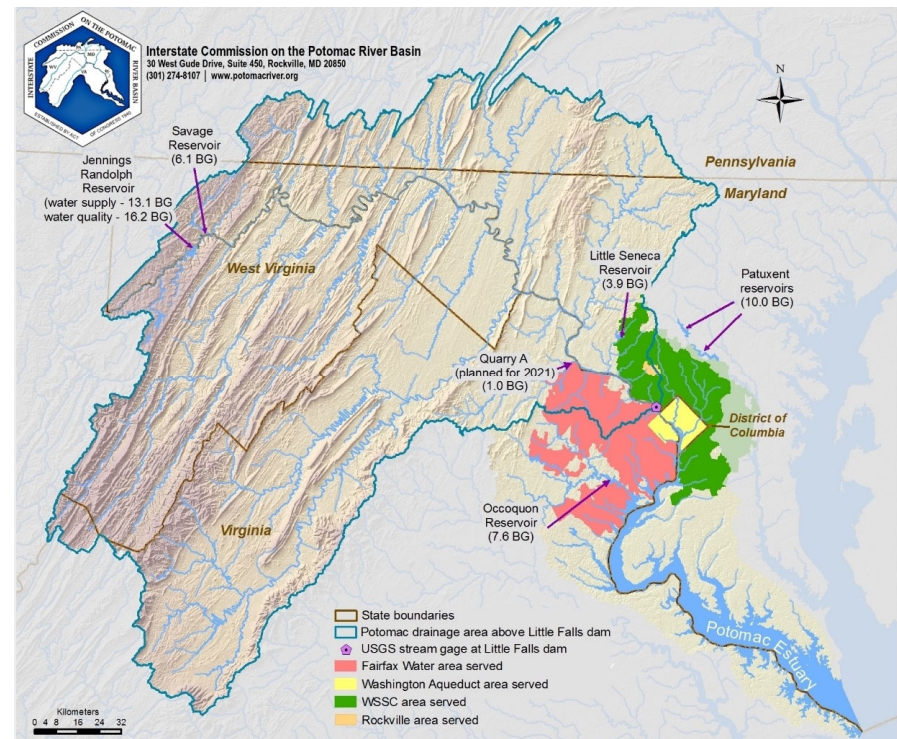 INTERSTATE COMMISSION ON THE POTOMAC RIVER BASIN
ESTABLISHED BY ACT OF CONGRESS 1940
Interstate Commission on the Potomac River Basin
30 West Gude Drive, Suite 450, Rockville, MD 20850
(301) 274-8107 | www.potomacriver.org
N
Savage
Reservoir
(6.1 BG)
Jennings
Randolph
Reservoir
(water supply - 13.1 BG
water quality - 16.2 BG)
Pennsylvania
Maryland
West Virginia
Little Seneca
Reservoir
(3.9 BG)
Patuxent
reservoirs
(10.0 BG)
Quarry A
(planned for 2021)
(1.0 BG)
District of
Columbia
Occoquon
Reservoir
(7.6 BG)
Virginia
Potomac Estuary
State boundaries
Potomac drainage area above Little Falls dam
USGS stream gage at Little Falls dam
Fairfax Water area served
Washington Aqueduct area served
WSSC area served
Rockville area served
Kilometers
0 4 8 16 24 32